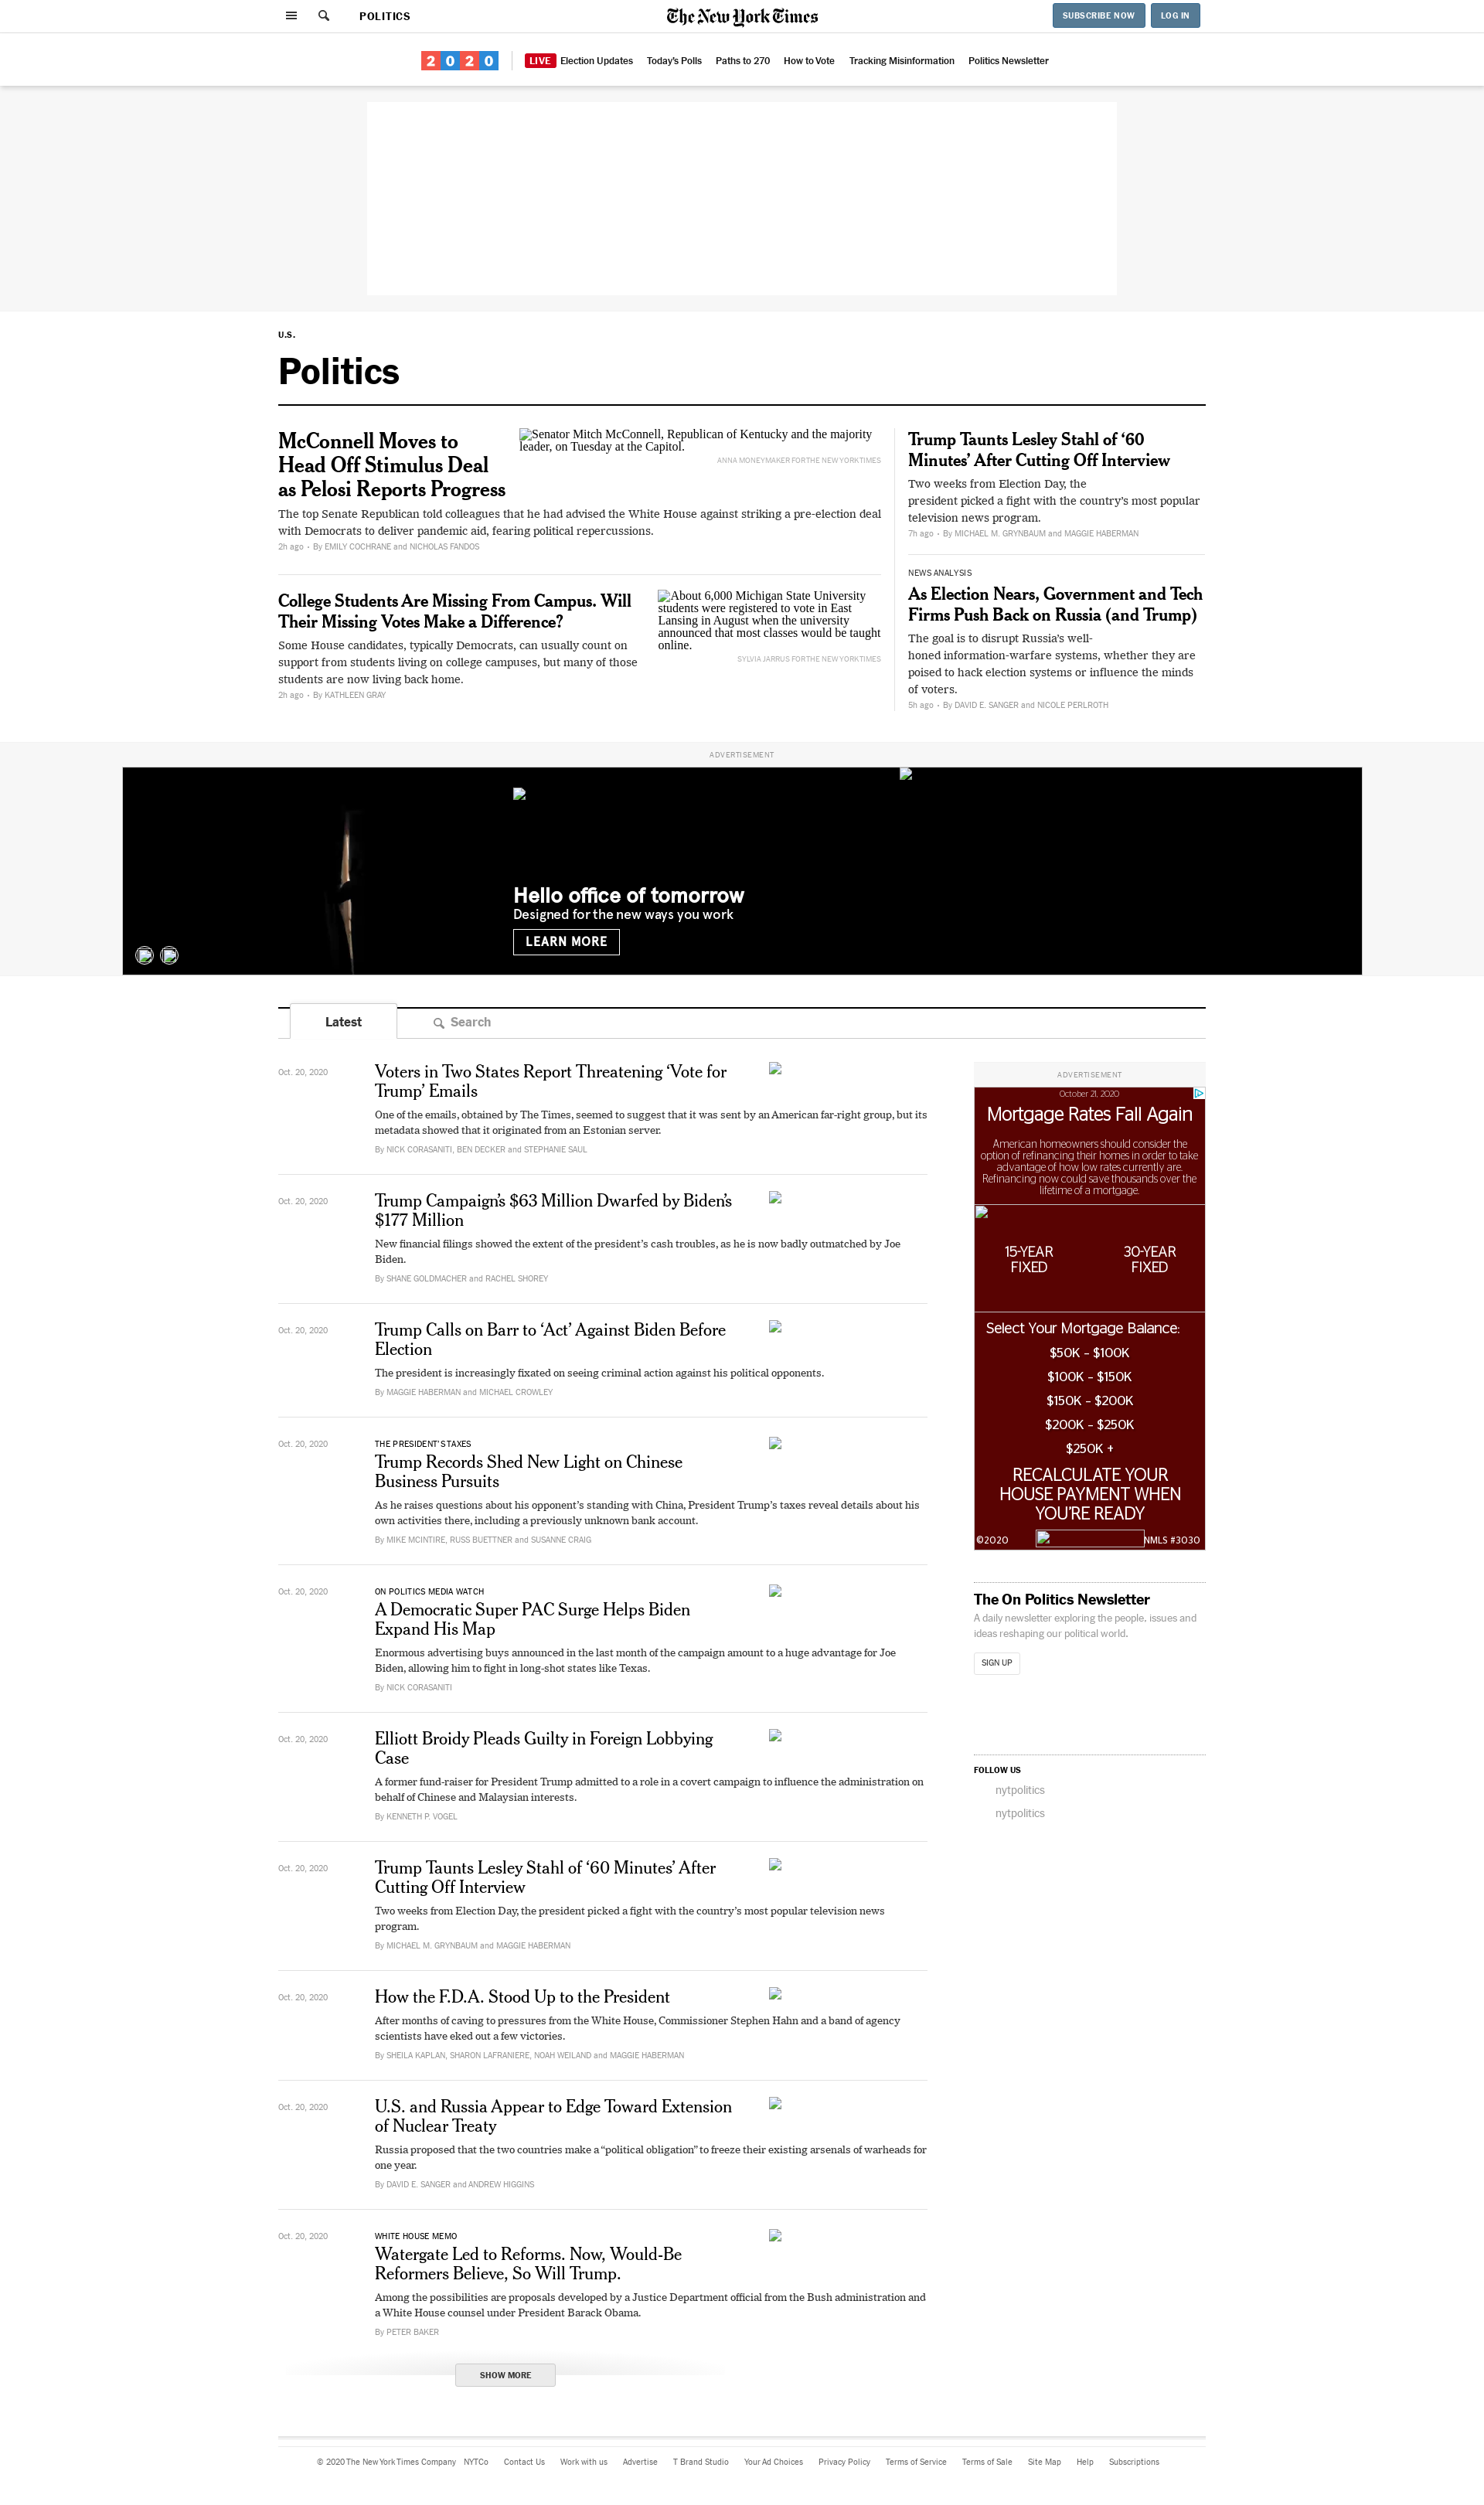 POLITICS
The New York Times
SUBSCRIBE NOW
LOG IN
2020
LIVE Election Updates
Today's Polls
Paths to 270
How to Vote
Tracking Misinformation
Politics Newsletter
U.S.
Politics
McConnell Moves to
Head Off Stimulus Deal
as Pelosi Reports Progress
Senator Mitch McConnell, Republican of Kentucky and the majority
leader, on Tuesday at the Capitol.
ANNA MONEYMAKER FOR THE NEW YORK TIMES
The top Senate Republican told colleagues that he had advised the White House against striking a pre-election deal
with Democrats to deliver pandemic aid, fearing political repercussions.
2h ago • By EMILY COCHRANE and NICHOLAS FANDOS
College Students Are Missing From Campus. Will
Their Missing Votes Make a Difference?
Some House candidates, typically Democrats, can usually count on
support from students living on college campuses, but many of those
students are now living back home.
2h ago • By KATHLEEN GRAY
About 6,000 Michigan State University
students were registered to vote in East
Lansing in August when the university
announced that most classes would be taught
online.
SYLVIA JARRUS FOR THE NEW YORK TIMES
Trump Taunts Lesley Stahl of ‘60
Minutes’ After Cutting Off Interview
Two weeks from Election Day, the
president picked a fight with the country’s most popular
television news program.
7h ago • By MICHAEL M. GRYNBAUM and MAGGIE HABERMAN
NEWS ANALYSIS
As Election Nears, Government and Tech
Firms Push Back on Russia (and Trump)
The goal is to disrupt Russia’s well-
honed information-warfare systems, whether they are
poised to hack election systems or influence the minds
of voters.
5h ago • By DAVID E. SANGER and NICOLE PERLROTH
ADVERTISEMENT
Hello office of tomorrow
Designed for the new ways you work
LEARN MORE
Latest
Search
Oct. 20, 2020
Voters in Two States Report Threatening ‘Vote for
Trump’ Emails
One of the emails, obtained by The Times, seemed to suggest that it was sent by an American far-right group, but its
metadata showed that it originated from an Estonian server.
By NICK CORASANITI, BEN DECKER and STEPHANIE SAUL
Oct. 20, 2020
Trump Campaign’s $63 Million Dwarfed by Biden’s
$177 Million
New financial filings showed the extent of the president’s cash troubles, as he is now badly outmatched by Joe
Biden.
By SHANE GOLDMACHER and RACHEL SHOREY
Oct. 20, 2020
Trump Calls on Barr to ‘Act’ Against Biden Before
Election
The president is increasingly fixated on seeing criminal action against his political opponents.
By MAGGIE HABERMAN and MICHAEL CROWLEY
Oct. 20, 2020
THE PRESIDENT'S TAXES
Trump Records Shed New Light on Chinese
Business Pursuits
As he raises questions about his opponent’s standing with China, President Trump’s taxes reveal details about his
own activities there, including a previously unknown bank account.
By MIKE MCINTIRE, RUSS BUETTNER and SUSANNE CRAIG
Oct. 20, 2020
ON POLITICS MEDIA WATCH
A Democratic Super PAC Surge Helps Biden
Expand His Map
Enormous advertising buys announced in the last month of the campaign amount to a huge advantage for Joe
Biden, allowing him to fight in long-shot states like Texas.
By NICK CORASANITI
Oct. 20, 2020
Elliott Broidy Pleads Guilty in Foreign Lobbying
Case
A former fund-raiser for President Trump admitted to a role in a covert campaign to influence the administration on
behalf of Chinese and Malaysian interests.
By KENNETH P. VOGEL
Oct. 20, 2020
Trump Taunts Lesley Stahl of ‘60 Minutes’ After
Cutting Off Interview
Two weeks from Election Day, the president picked a fight with the country’s most popular television news
program.
By MICHAEL M. GRYNBAUM and MAGGIE HABERMAN
Oct. 20, 2020
How the F.D.A. Stood Up to the President
After months of caving to pressures from the White House, Commissioner Stephen Hahn and a band of agency
scientists have eked out a few victories.
By SHEILA KAPLAN, SHARON LAFRANIERE, NOAH WEILAND and MAGGIE HABERMAN
Oct. 20, 2020
U.S. and Russia Appear to Edge Toward Extension
of Nuclear Treaty
Russia proposed that the two countries make a “political obligation” to freeze their existing arsenals of warheads for
one year.
By DAVID E. SANGER and ANDREW HIGGINS
Oct. 20, 2020
WHITE HOUSE MEMO
Watergate Led to Reforms. Now, Would-Be
Reformers Believe, So Will Trump.
Among the possibilities are proposals developed by a Justice Department official from the Bush administration and
a White House counsel under President Barack Obama.
By PETER BAKER
SHOW MORE
ADVERTISEMENT
October 21, 2020
Mortgage Rates Fall Again
American homeowners should consider the
option of refinancing their homes in order to take
advantage of how low rates currently are.
Refinancing now could save thousands over the
lifetime of a mortgage.
15-YEAR
FIXED
30-YEAR
FIXED
Select Your Mortgage Balance:
$50K - $100K
$100K - $150K
$150K - $200K
$200K - $250K
$250K +
RECALCULATE YOUR
HOUSE PAYMENT WHEN
YOU'RE READY
©2020
NMLS #3030
The On Politics Newsletter
A daily newsletter exploring the people, issues and
ideas reshaping our political world.
SIGN UP
FOLLOW US
nytpolitics
nytpolitics
© 2020 The New York Times Company
NYTCo
Contact Us
Work with us
Advertise
T Brand Studio
Your Ad Choices
Privacy Policy
Terms of Service
Terms of Sale
Site Map
Help
Subscriptions